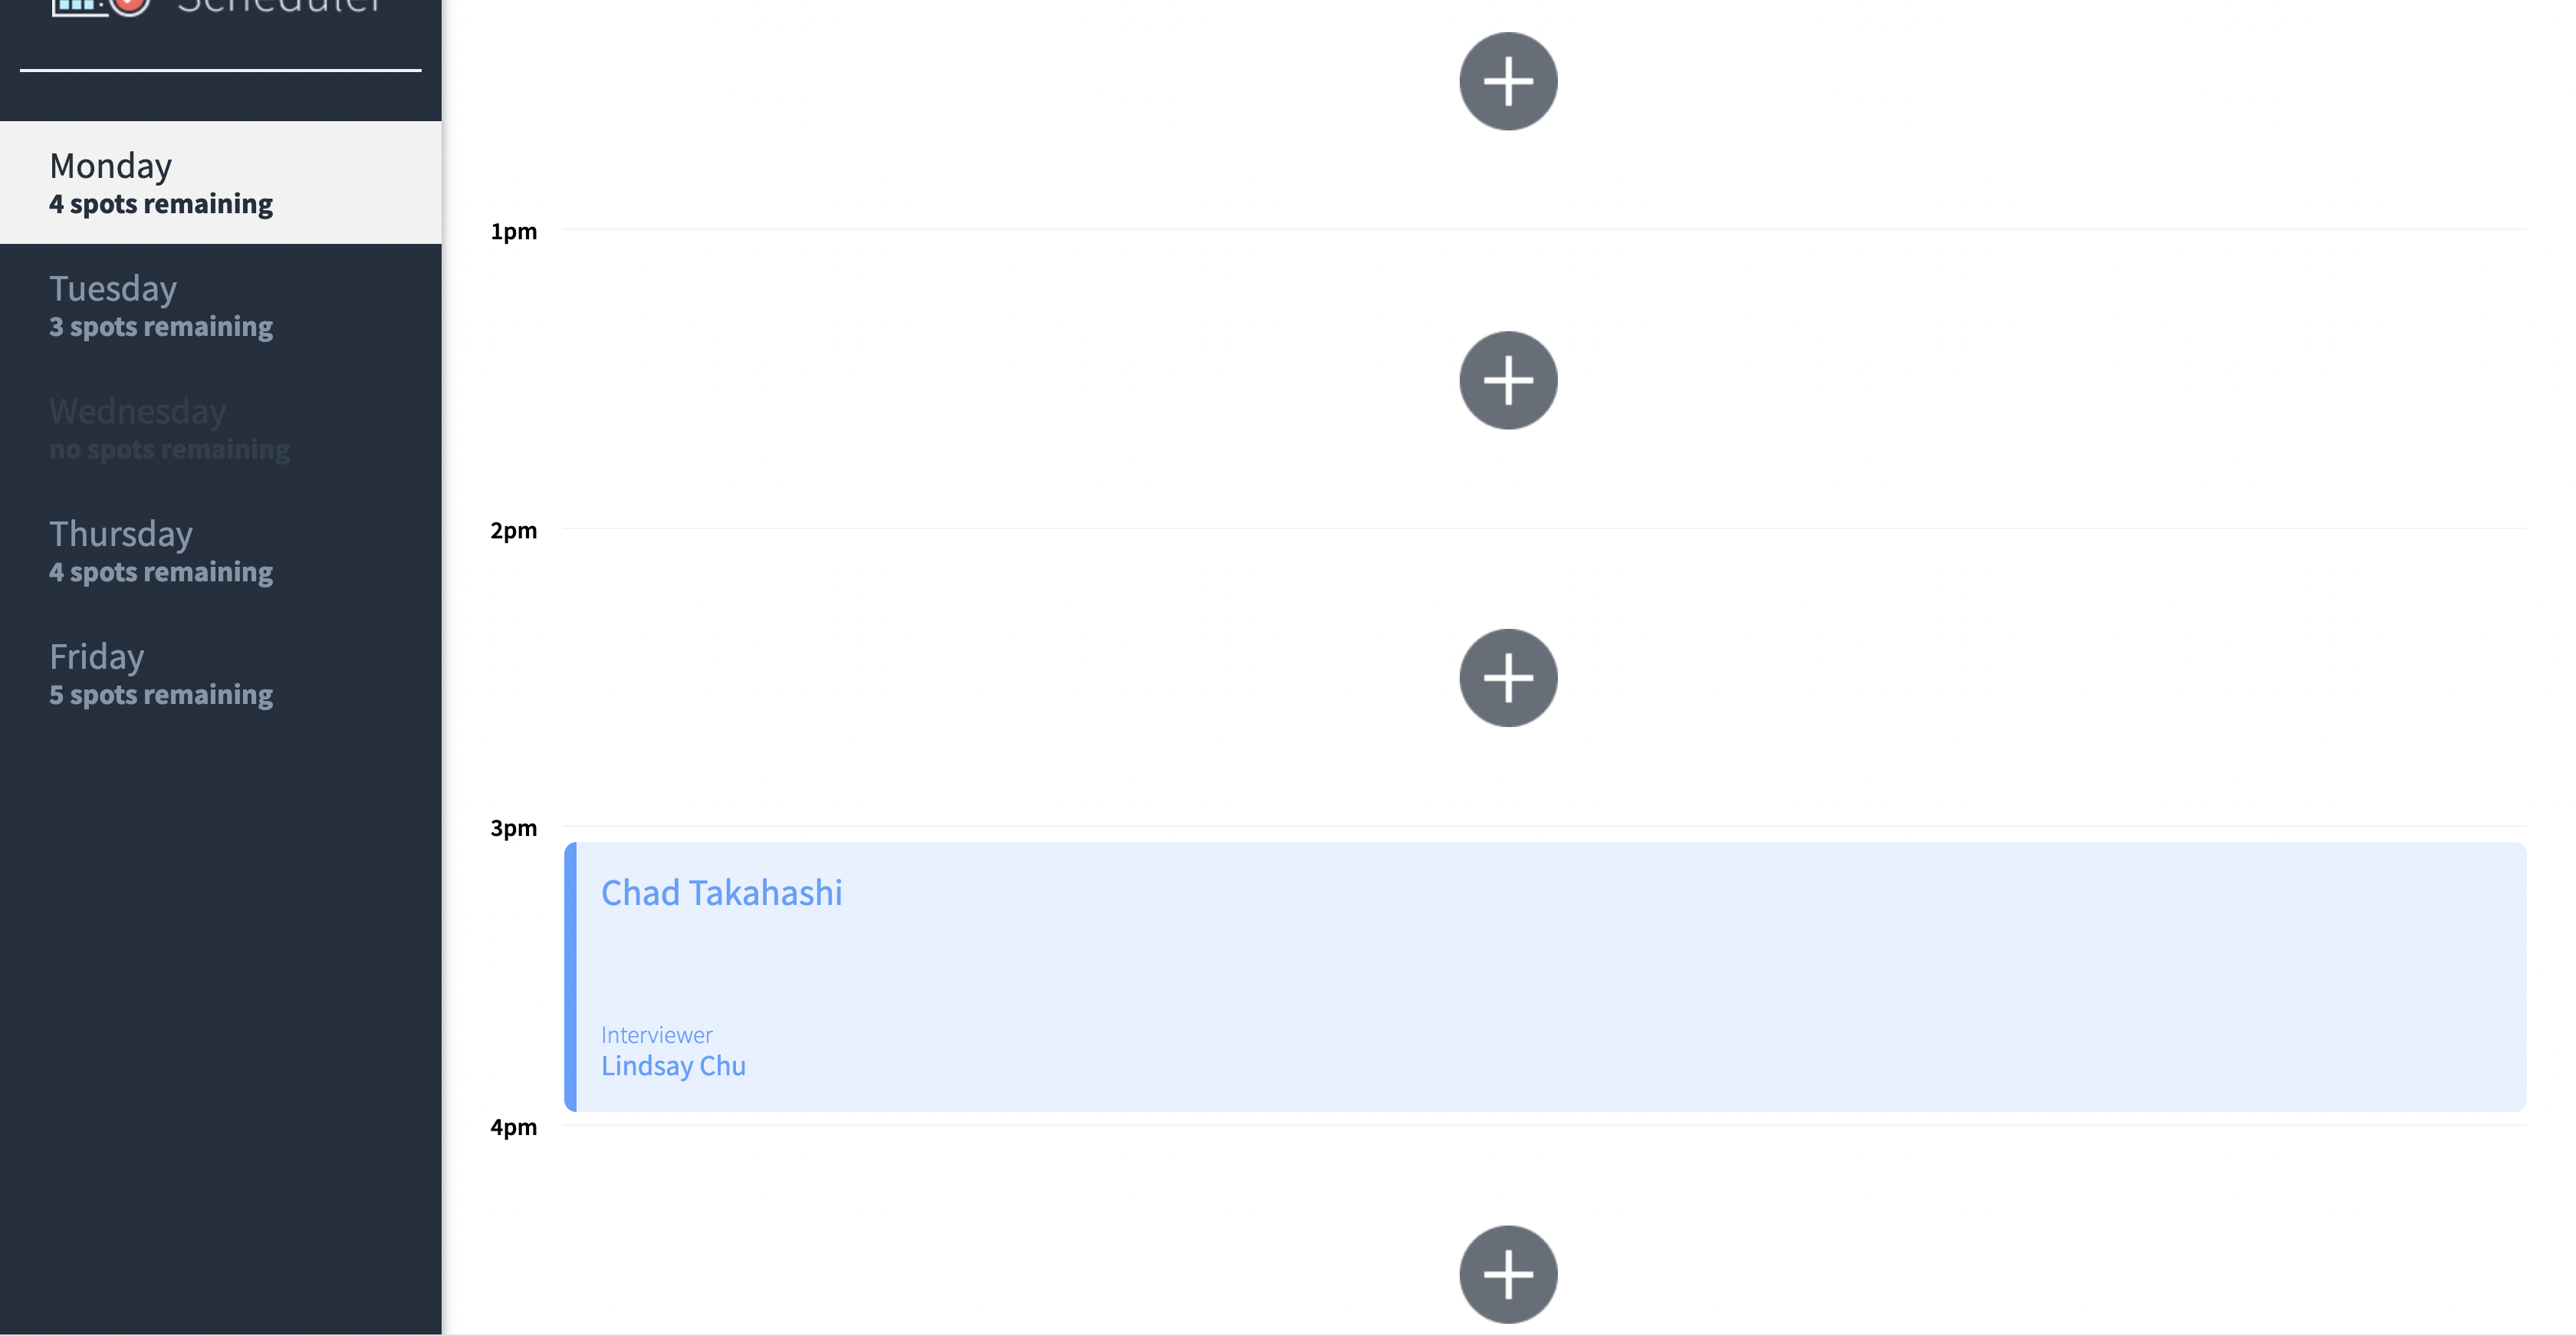 Scheduler
Monday
4 spots remaining
Tuesday
3 spots remaining
Wednesday
no spots remaining
Thursday
4 spots remaining
Friday
5 spots remaining
1pm
2pm
3pm
Chad Takahashi
Interviewer
Lindsay Chu
4pm